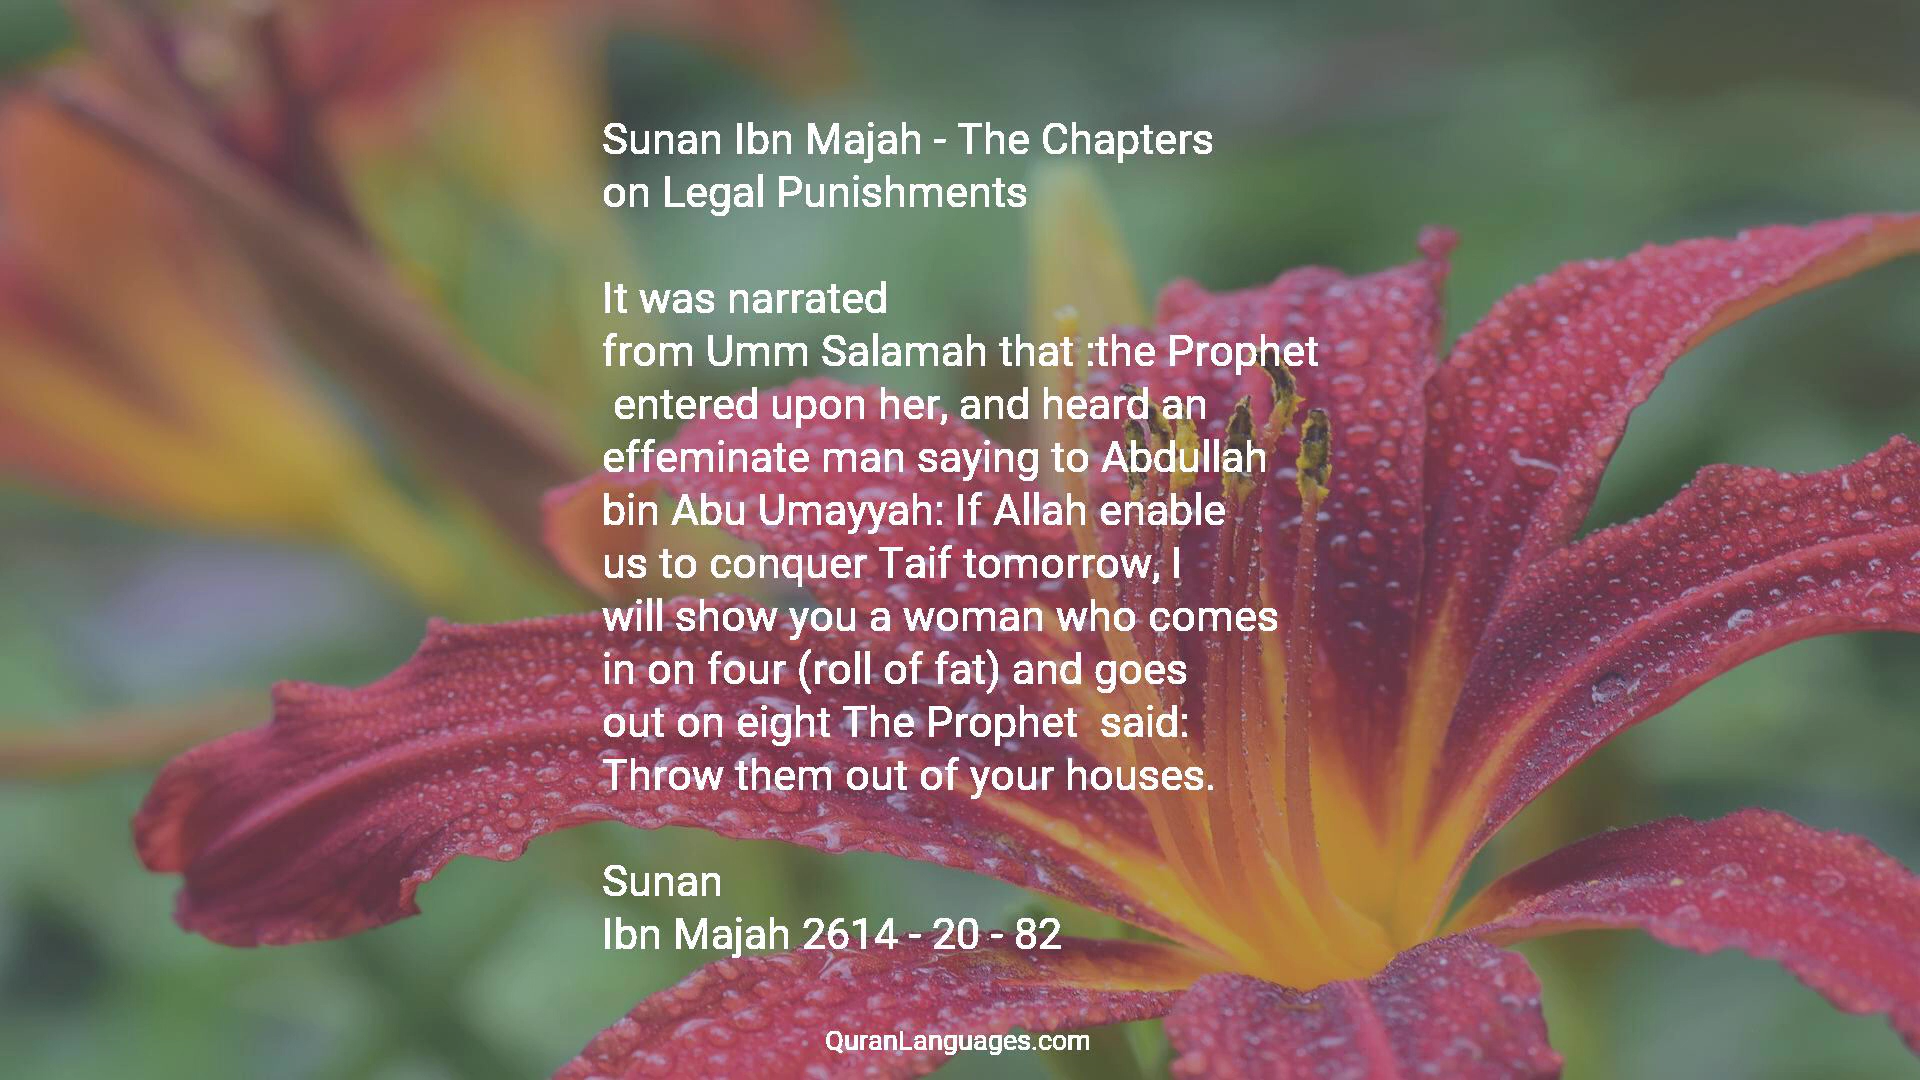 Sunan Ibn Majah - The Chapters
on Legal Punishments
It was narrated
from Umm Salamah that :the Prophet
entered upon her, and heard an
effeminate man saying to Abdullah
bin Abu Umayyah: If Allah enable
us to conquer Taif tomorrow, I
will show you a woman who comes
in on four (roll of fat) and goes
out on eight The Prophet  said:
Throw them out of your houses.
Sunan
Ibn Majah 2614 - 20 - 82
QuranLanguages.com